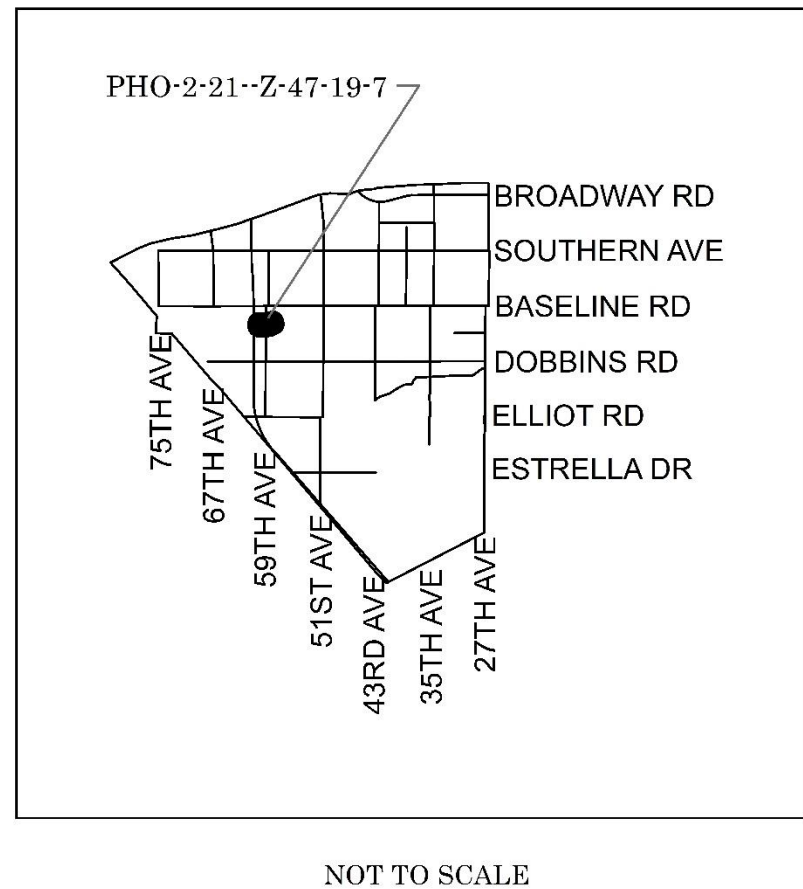 PHO-2-21--Z-47-19-7
BROADWAY RD
SOUTHERN AVE
BASELINE RD
DOBBINS RD
ELLIOT RD
ESTRELLA DR
75TH AVE
67TH AVE
59TH AVE
51ST AVE
43RD AVE
35TH AVE
27TH AVE
NOT TO SCALE